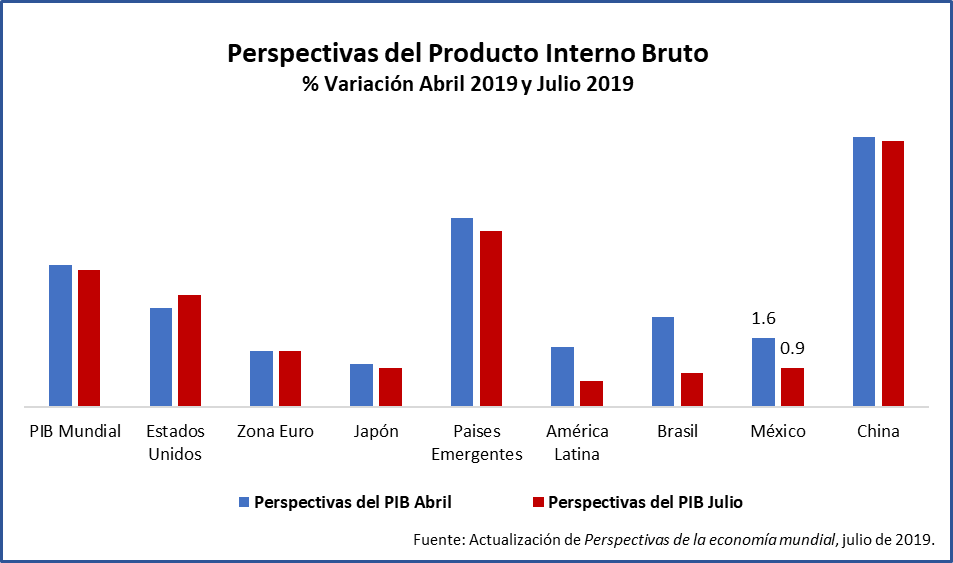 Perspectivas del Producto Interno Bruto
% Variación Abril 2019 y Julio 2019
1.6
0.9
PIB Mundial
Estados
Unidos
Zona Euro
Japón
Paises
Emergentes
América
Latina
Brasil
México
China
Perspectivas del PIB Abril
Perspectivas del PIB Julio
Fuente: Actualización de Perspectivas de la economía mundial, julio de 2019.